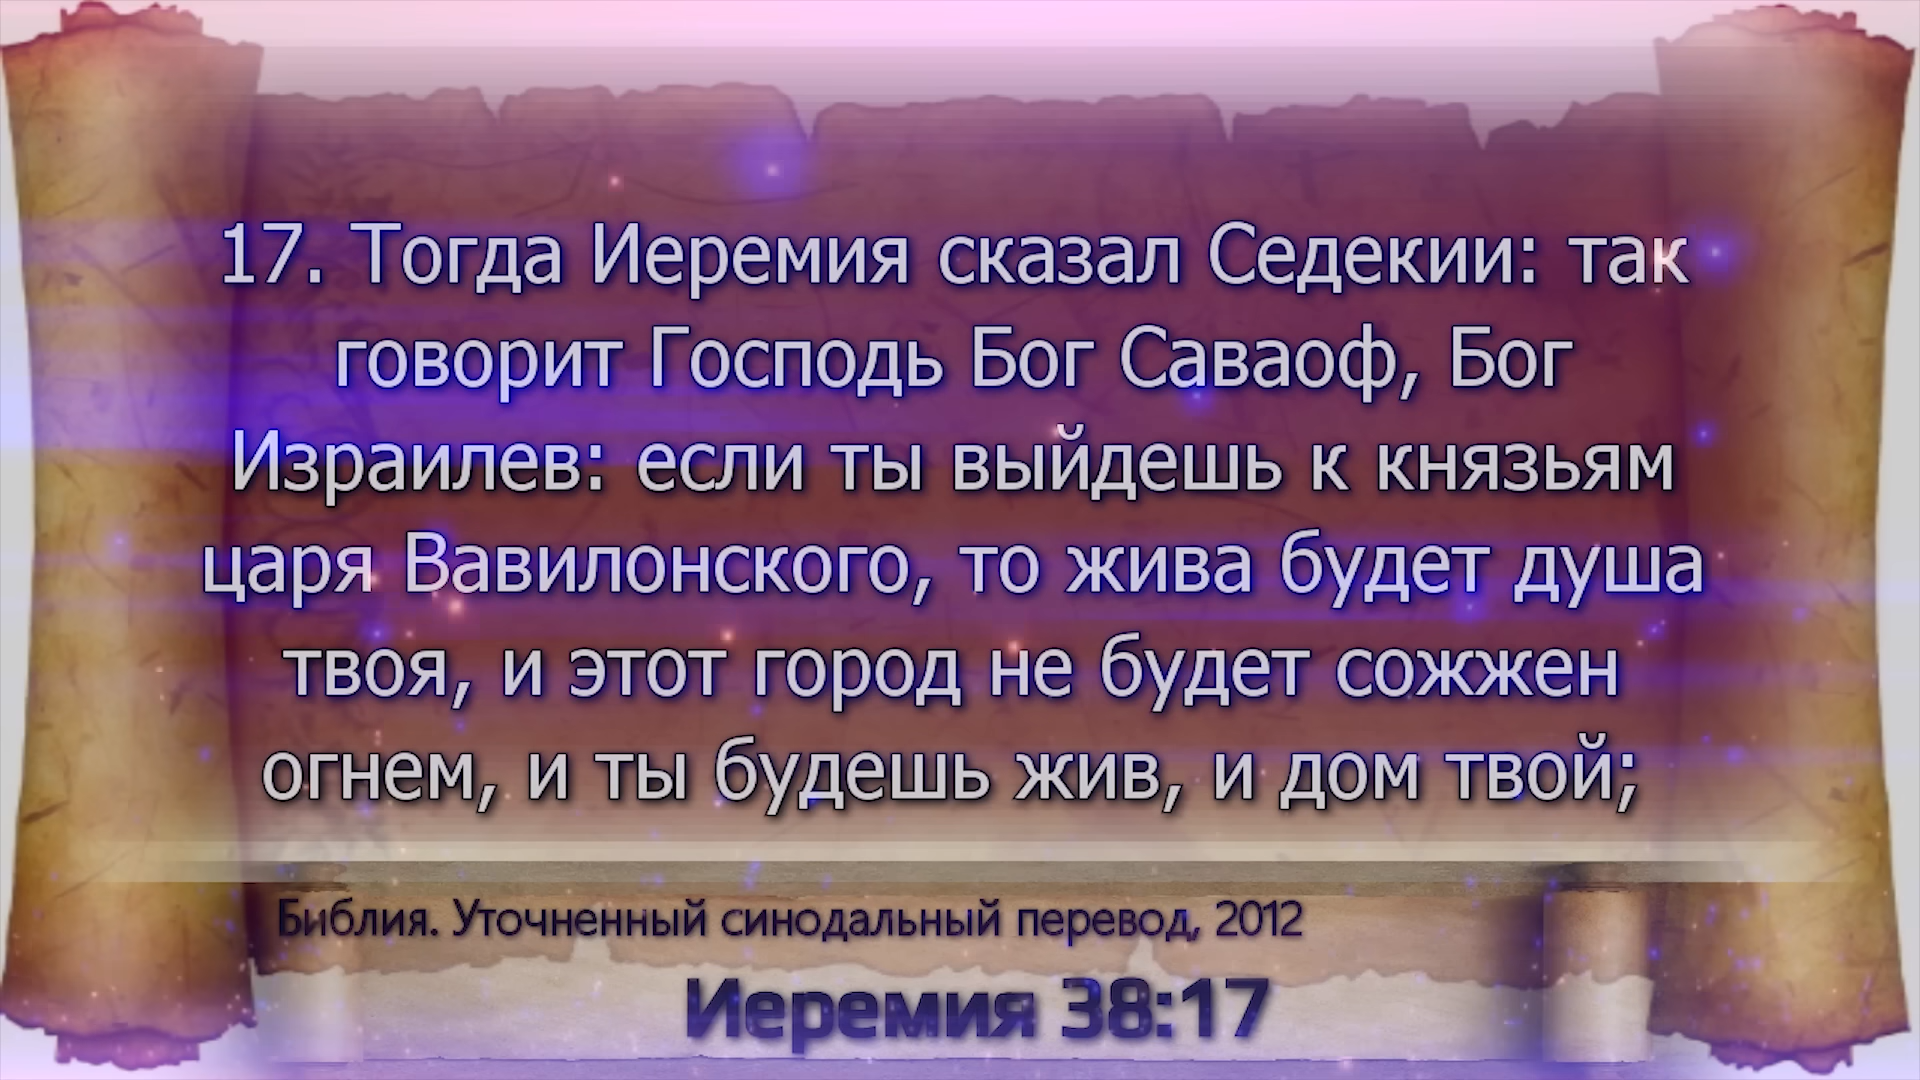 17. Тогда Иеремия сказал Седекии: так
говорит Господь Бог Саваоф, Бог
Израилев: если ты выйдешь к князьям
царя Вавилонского, то жива будет душа
твоя, и этот город не будет сожжен
огнем, и ты будешь жив, и дом твой;
Библия. Уточненный синодальный перевод, 2012
Иеремия 38:17